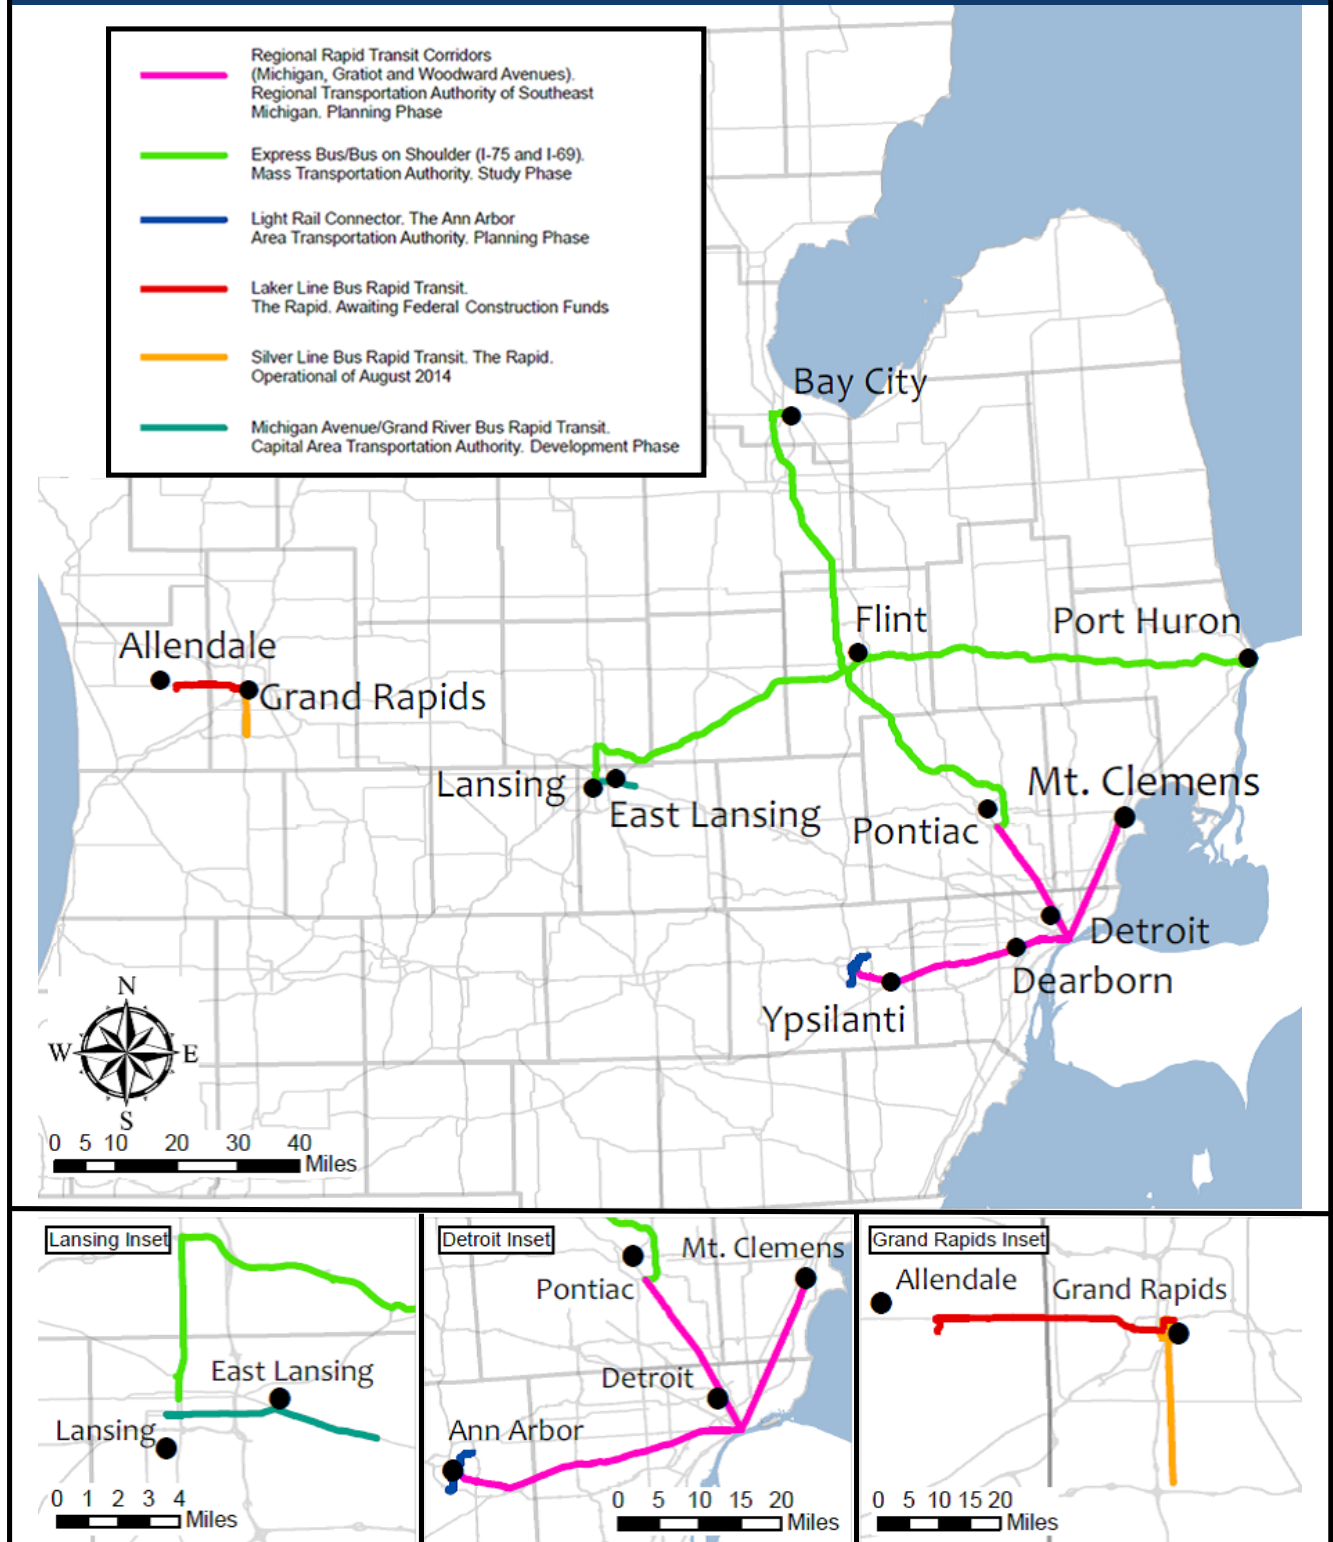 Regional Rapid Transit Corridors
(Michigan, Gratiot and Woodward Avenues).
Regional Transportation Authority of Southeast
Michigan. Planning Phase
Express Bus/Bus on Shoulder (I-75 and I-69).
Mass Transportation Authority. Study Phase
Light Rail Connector. The Ann Arbor
Area Transportation Authority. Planning Phase
Laker Line Bus Rapid Transit.
The Rapid. Awaiting Federal Construction Funds
Silver Line Bus Rapid Transit. The Rapid.
Operational of August 2014
Michigan Avenue/Grand River Bus Rapid Transit.
Capital Area Transportation Authority. Development Phase
Bay City
Flint
Port Huron
Allendale
Grand Rapids
Lansing
East Lansing
Mt. Clemens
Pontiac
Detroit
Dearborn
Ypsilanti
N
W E
S
0 5 10 20 30 40
Miles
Lansing Inset
East Lansing
Lansing
0 1 2 3 4
Miles
Detroit Inset
Mt. Clemens
Pontiac
Detroit
Ann Arbor
0 5 10 15 20
Miles
Grand Rapids Inset
Allendale
Grand Rapids
0 5 10 15 20
Miles